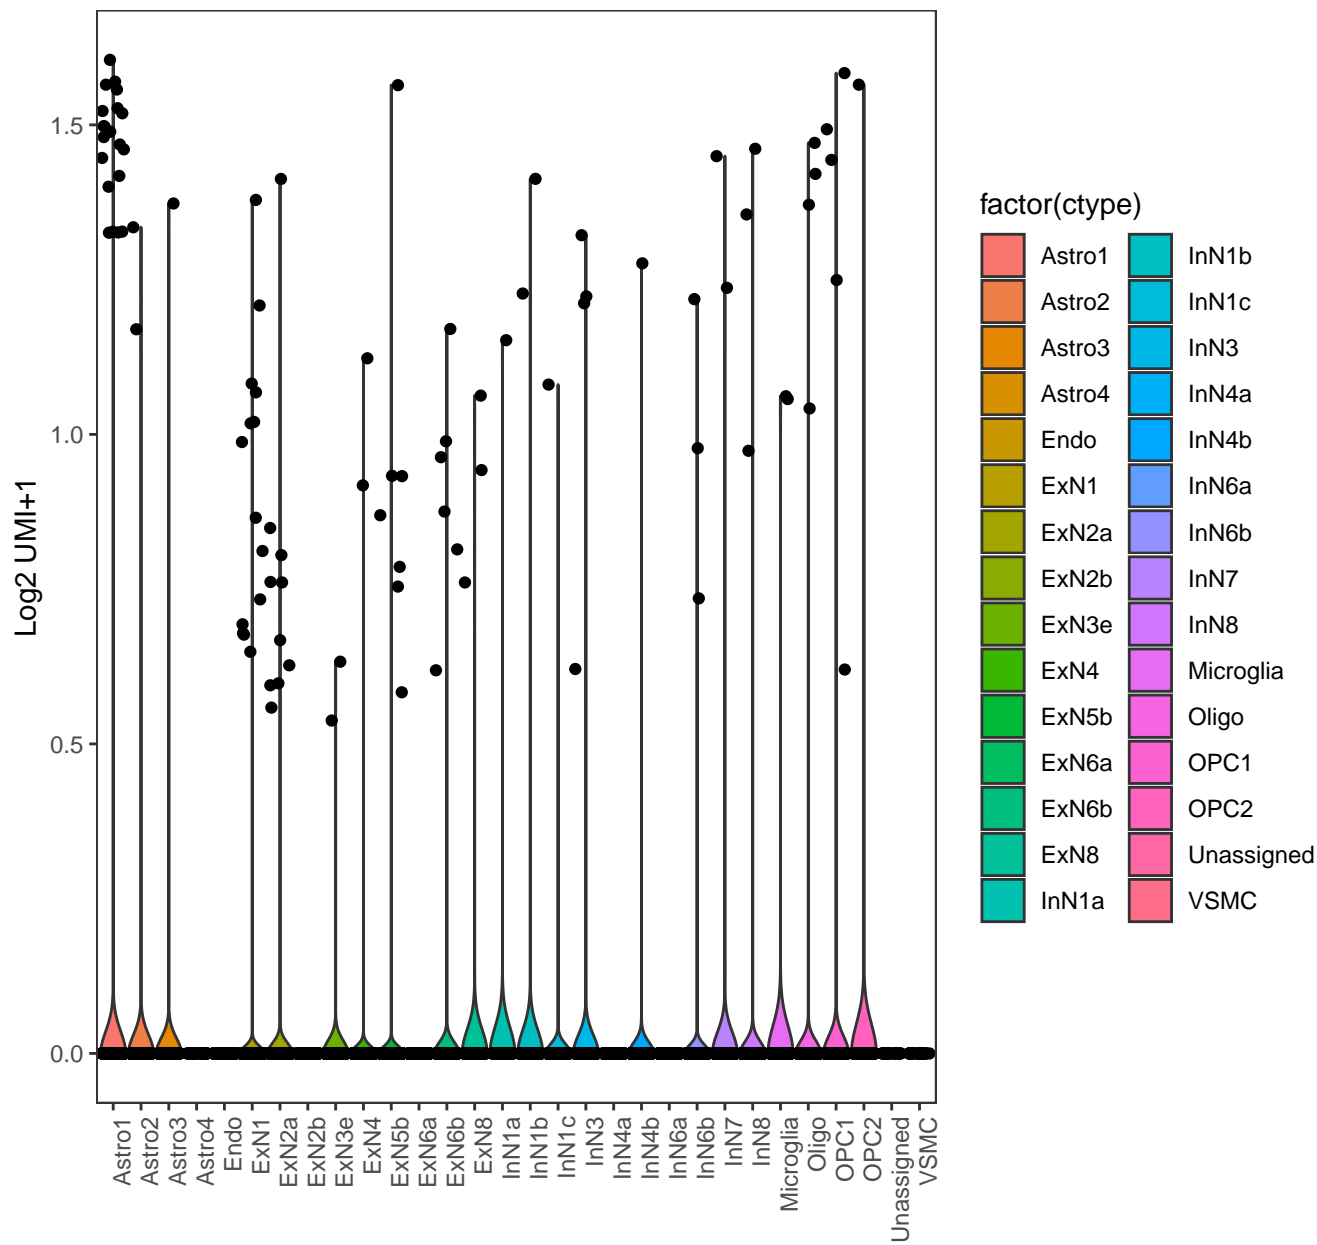 Log2 UMI+1
1.5
1.0
0.5
0.0
Astro1
Astro2
Astro3
Astro4
Endo
ExN1
ExN2a
ExN2b
ExN3e
ExN4
ExN5b
ExN6a
ExN6b
ExN8
InN1a
InN1b
InN1c
InN3
InN4a
InN4b
InN6a
InN6b
InN7
InN8
Microglia
Oligo
OPC1
OPC2
Unassigned
VSMC
factor(ctype)
Astro1
Astro2
Astro3
Astro4
Endo
ExN1
ExN2a
ExN2b
ExN3e
ExN4
ExN5b
ExN6a
ExN6b
ExN8
InN1a
InN1b
InN1c
InN3
InN4a
InN4b
InN6a
InN6b
InN7
InN8
Microglia
Oligo
OPC1
OPC2
Unassigned
VSMC